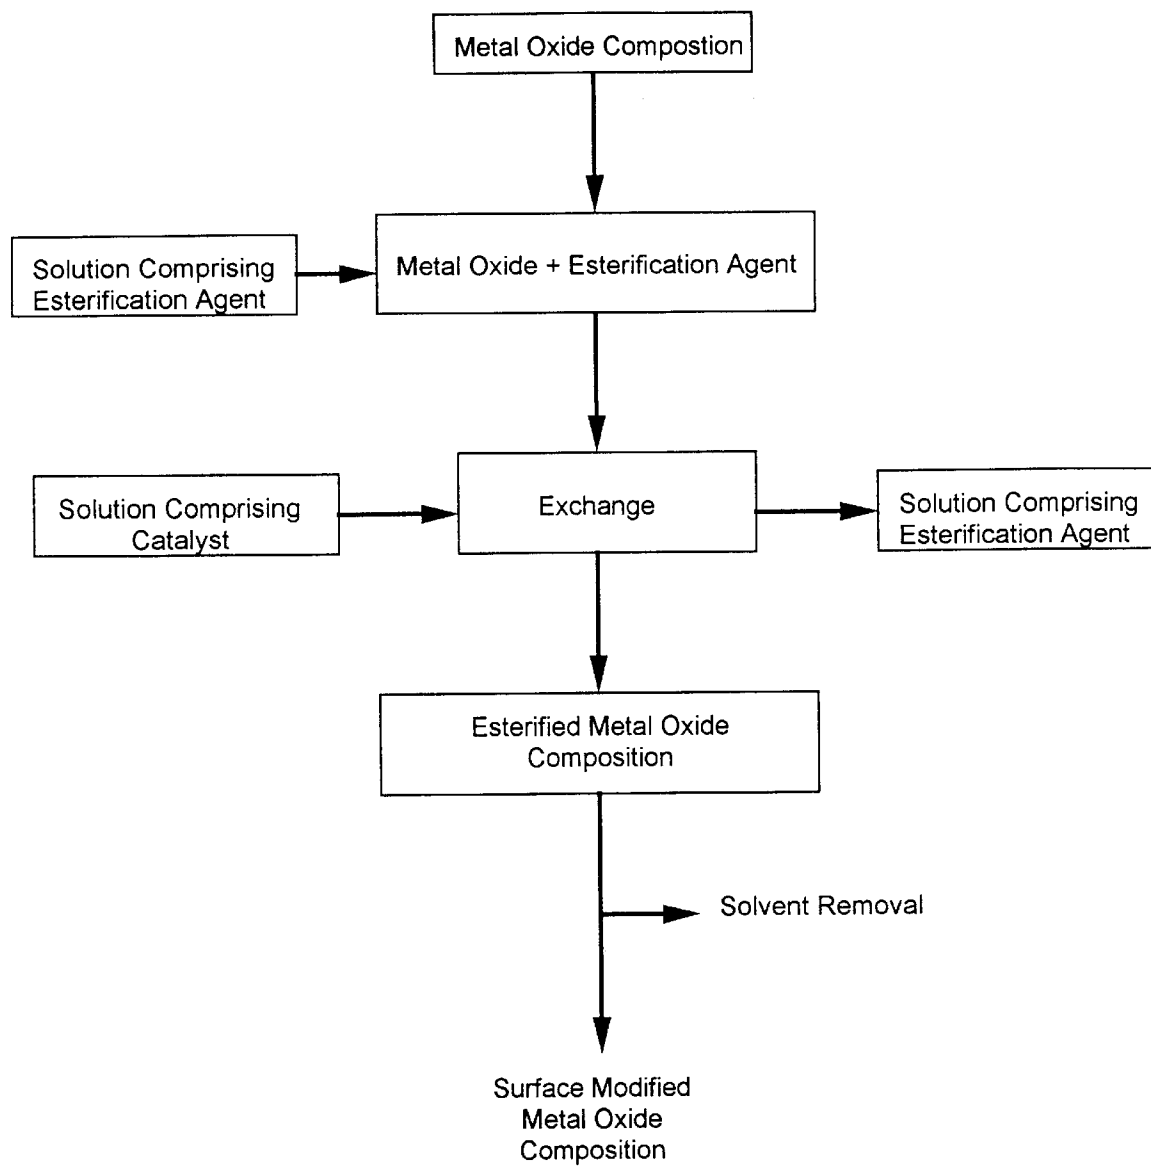 Metal Oxide Compostion
Solution Comprising
Esterification Agent
Metal Oxide + Esterification Agent
Solution Comprising
Catalyst
Exchange
Solution Comprising
Esterification Agent
Esterified Metal Oxide
Composition
Solvent Removal
Surface Modified
Metal Oxide
Composition